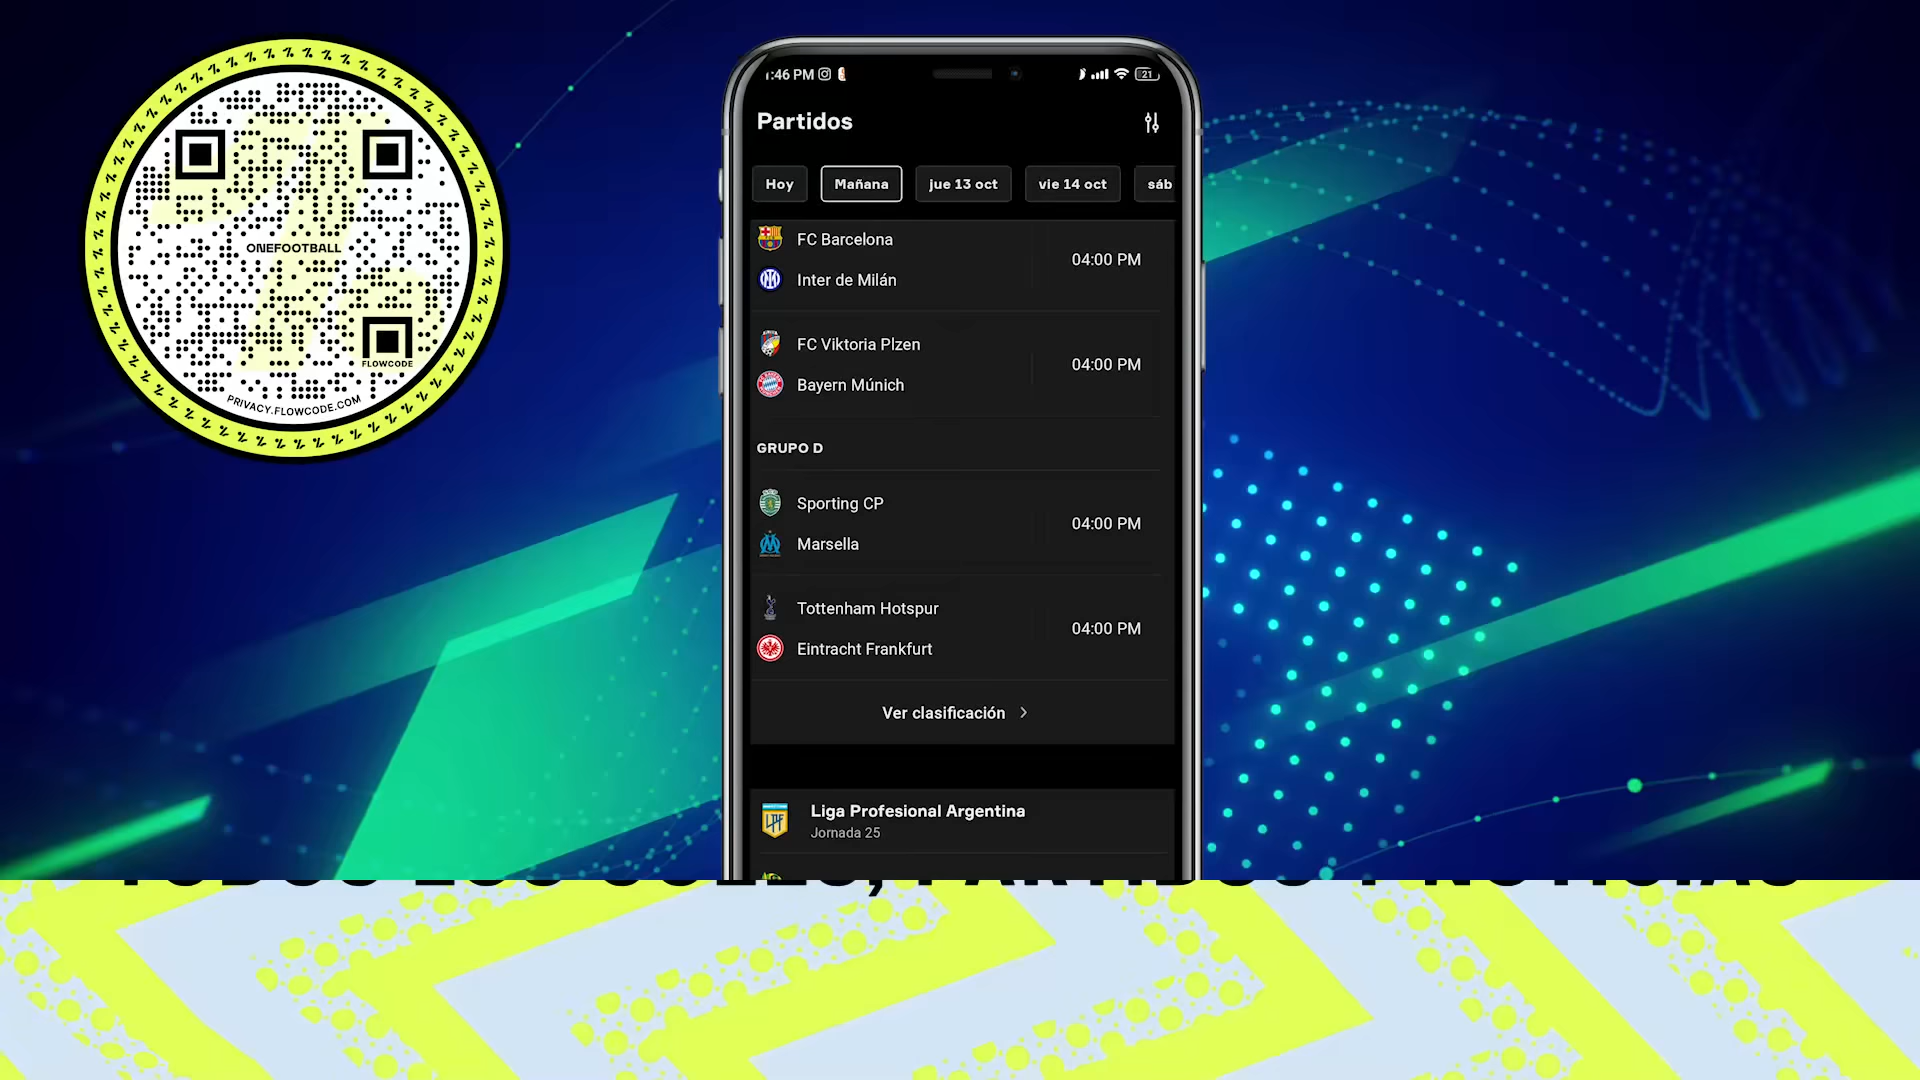 ONEFOOTBALL
FLOWCODE
PRIVACY.FLOWCODE.COM
:46 PM
21
Partidos
Hoy
Mañana
jue 13 oct
vie 14 oct
sáb
FC Barcelona
Inter de Milán
04:00 PM
FC Viktoria Plzen
Bayern Múnich
04:00 PM
GRUPO D
Sporting CP
Marsella
04:00 PM
Tottenham Hotspur
Eintracht Frankfurt
04:00 PM
Ver clasificación
Liga Profesional Argentina
Jornada 25